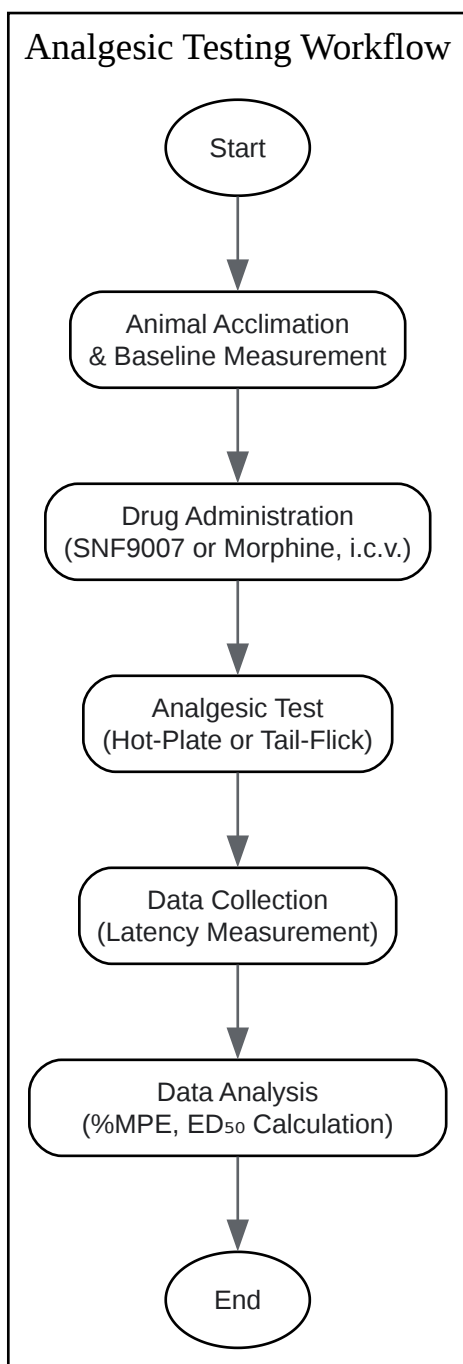 Analgesic Testing Workflow
Start
Animal Acclimation
& Baseline Measurement
Drug Administration
(SNF9007 or Morphine, i.c.v.)
Analgesic Test
(Hot-Plate or Tail-Flick)
Data Collection
(Latency Measurement)
Data Analysis
(%MPE, ED₅₀ Calculation)
End